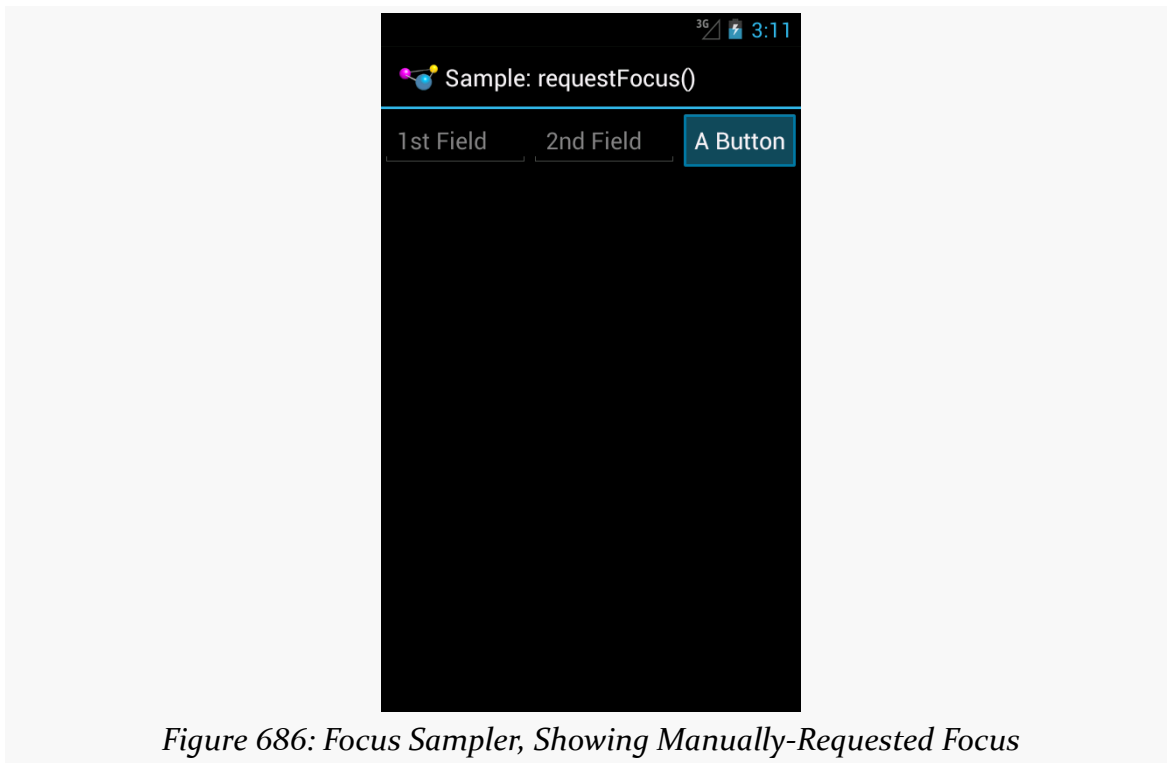 3G 3:11
Sample: requestFocus()
1st Field 2nd Field A Button
Figure 686: Focus Sampler, Showing Manually-Requested Focus